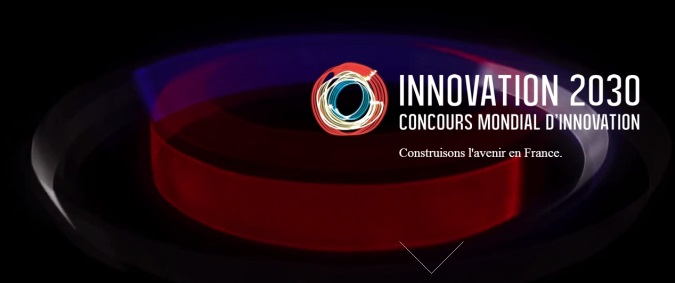 INNOVATION 2030
CONCOURS MONDIAL D'INNOVATION
Construisons l'avenir en France.